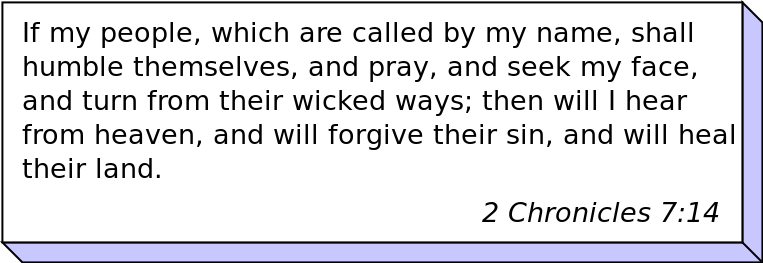 If my people, which are called by my name, shall
humble themselves, and pray, and seek my face,
and turn from their wicked ways; then will I hear
from heaven, and will forgive their sin, and will heal
their land.
2 Chronicles 7:14